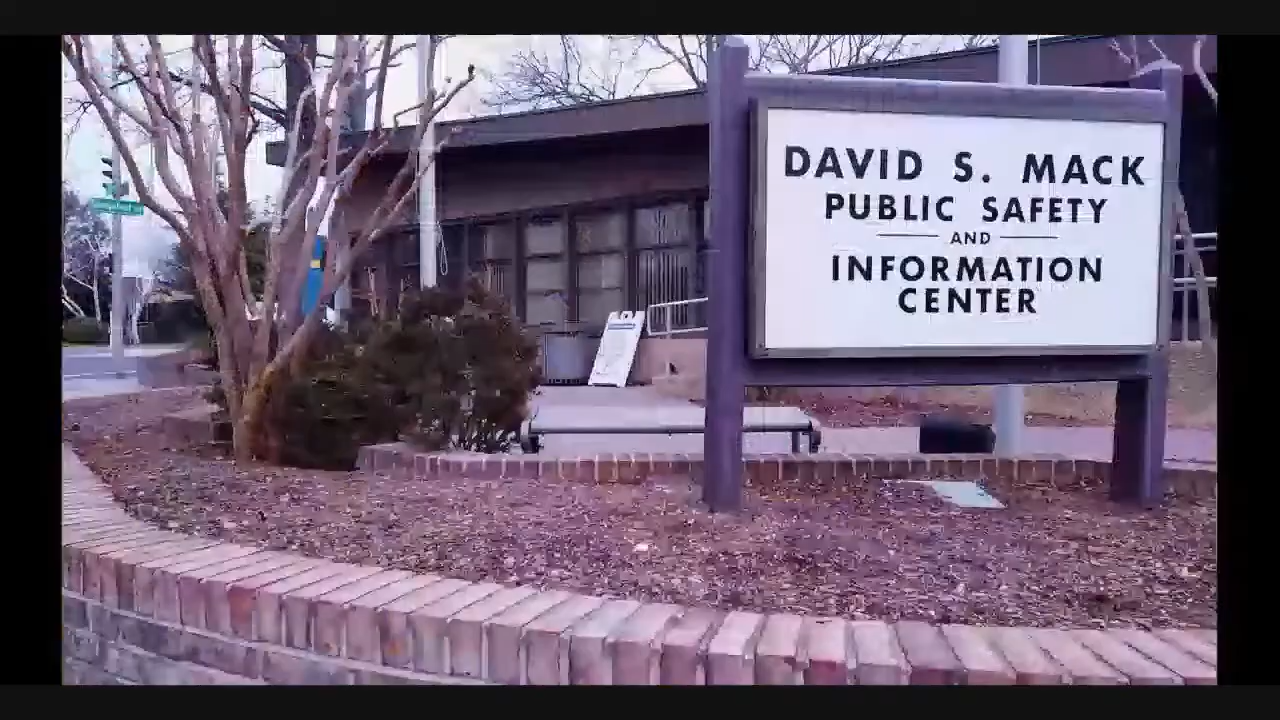 DAVID S. MACK
PUBLIC SAFETY
AND
INFORMATION
CENTER